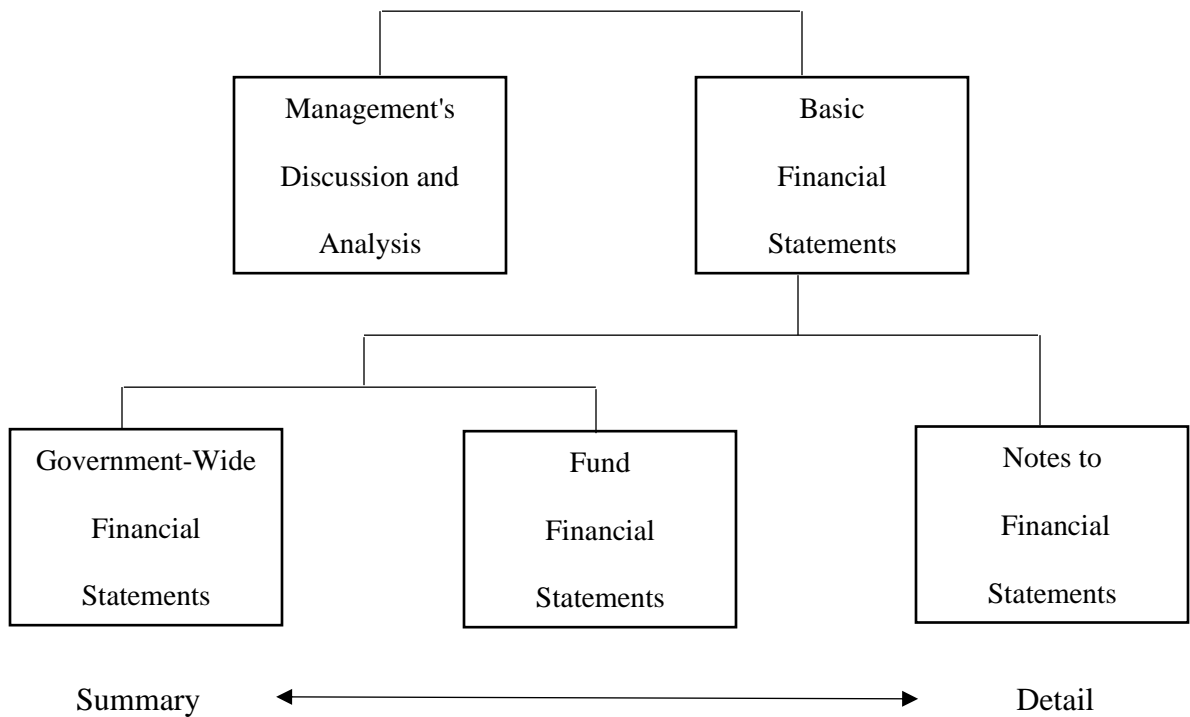 Management's
Discussion and
Analysis
Basic
Financial
Statements
Government-Wide
Financial
Statements
Fund
Financial
Statements
Notes to
Financial
Statements
Summary
Detail